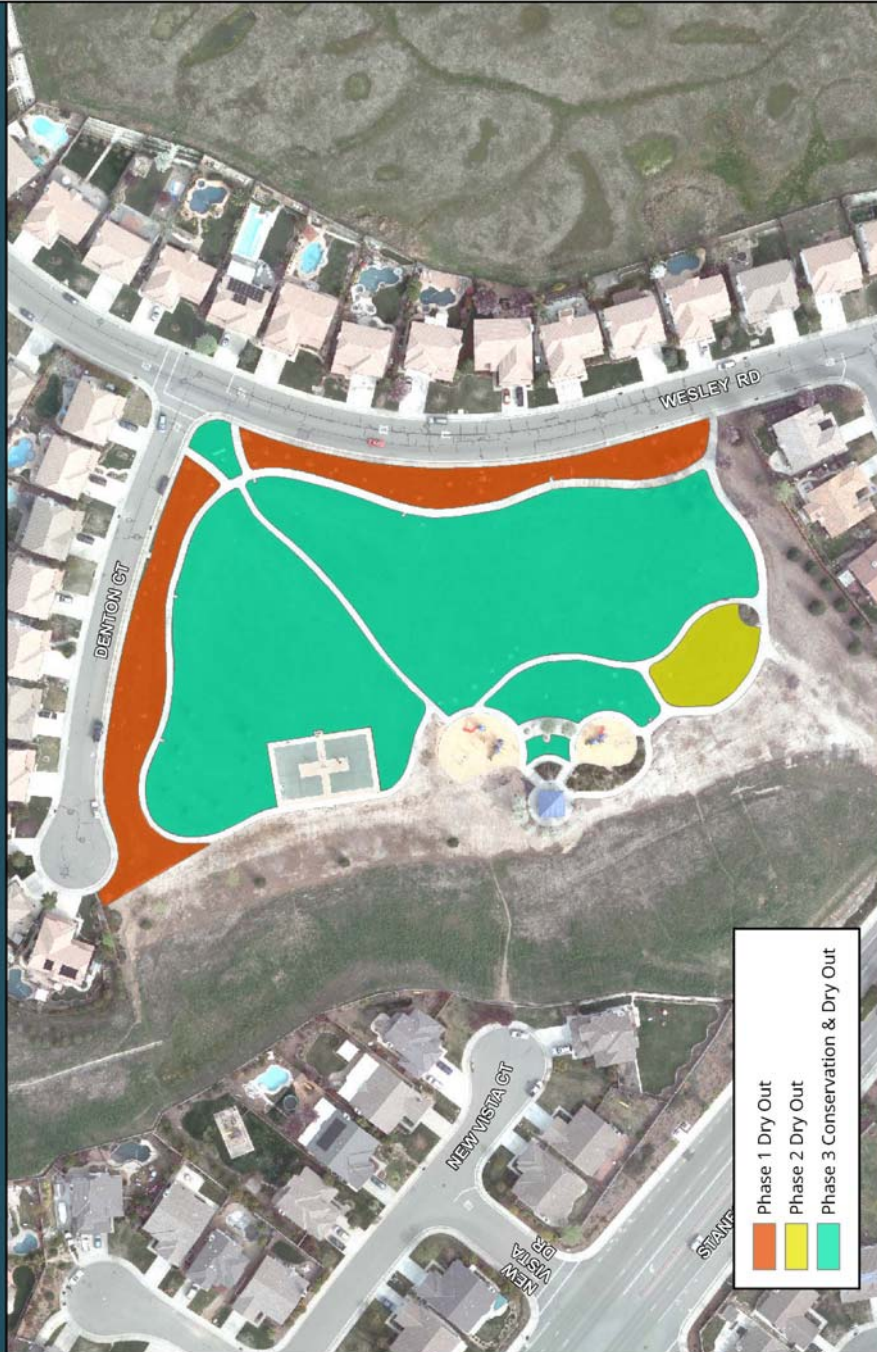 WESLEY RD
DENTON CT
NEW VISTA CT
NEW
VISTA
DR
Phase 1 Dry Out
Phase 2 Dry Out
Phase 3 Conservation & Dry Out